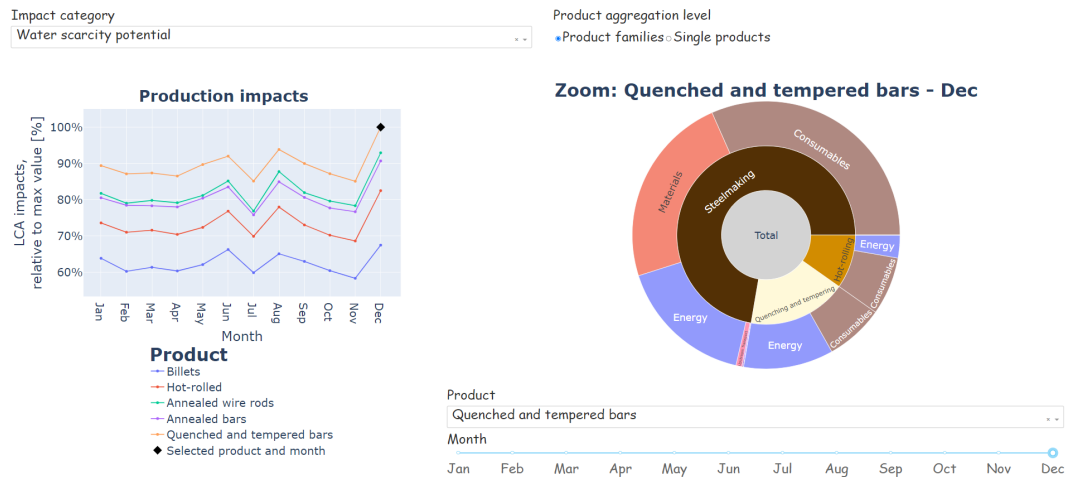 Impact category
Water scarcity potential
Product aggregation level
Product families
Single products
Production impacts
LCA impacts,
relative to max value [%]
100%
90%
80%
70%
60%
Jan
Feb
Mar
Apr
May
Jun
Jul
Aug
Sep
Oct
Nov
Dec
Month
Product
Billets
Hot-rolled
Annealed wire rods
Annealed bars
Quenched and tempered bars
Selected product and month
Zoom: Quenched and tempered bars - Dec
Consumables
Materials
Steelmaking
Total
Hot-rolling
Energy
Consumables
Quenching and tempering
Consumables
Energy
Energy
Product
Quenched and tempered bars
Month
Jan
Feb
Mar
Apr
May
Jun
Jul
Aug
Sep
Oct
Nov
Dec